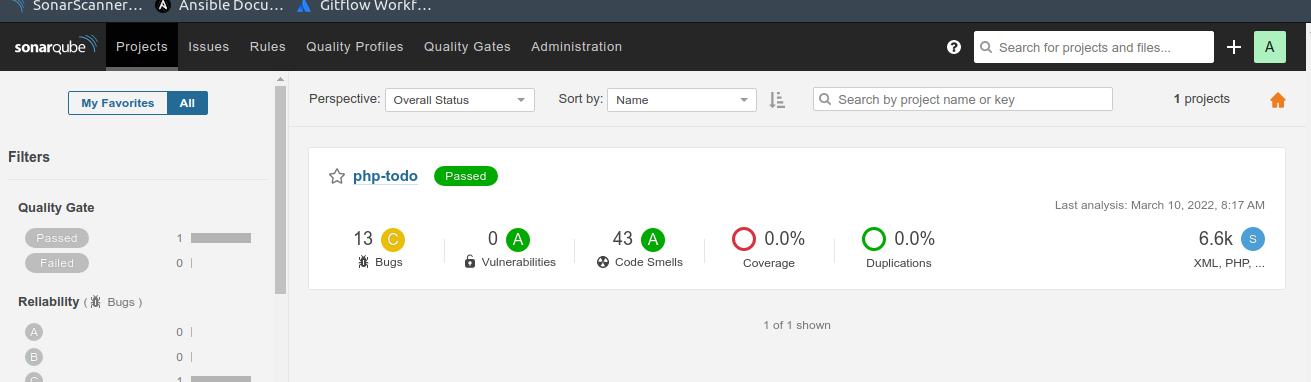 SonarScanner... Ansible Docu... Gitflow Workf...
sonarqube Projects Issues Rules Quality Profiles Quality Gates Administration ? Search for projects and files... A
My Favorites All
Perspective: Overall Status Sort by: Name Search by project name or key 1 projects
Filters
Quality Gate
Passed 1
Failed 0
Reliability ( Bugs )
A 0
B 0
C 1
php-todo Passed
Last analysis: March 10, 2022, 8:17 AM
13 C 0 A 43 A 0.0% 0.0% 6.6k S
Bugs Vulnerabilities Code Smells Coverage Duplications XML, PHP, ...
1 of 1 shown